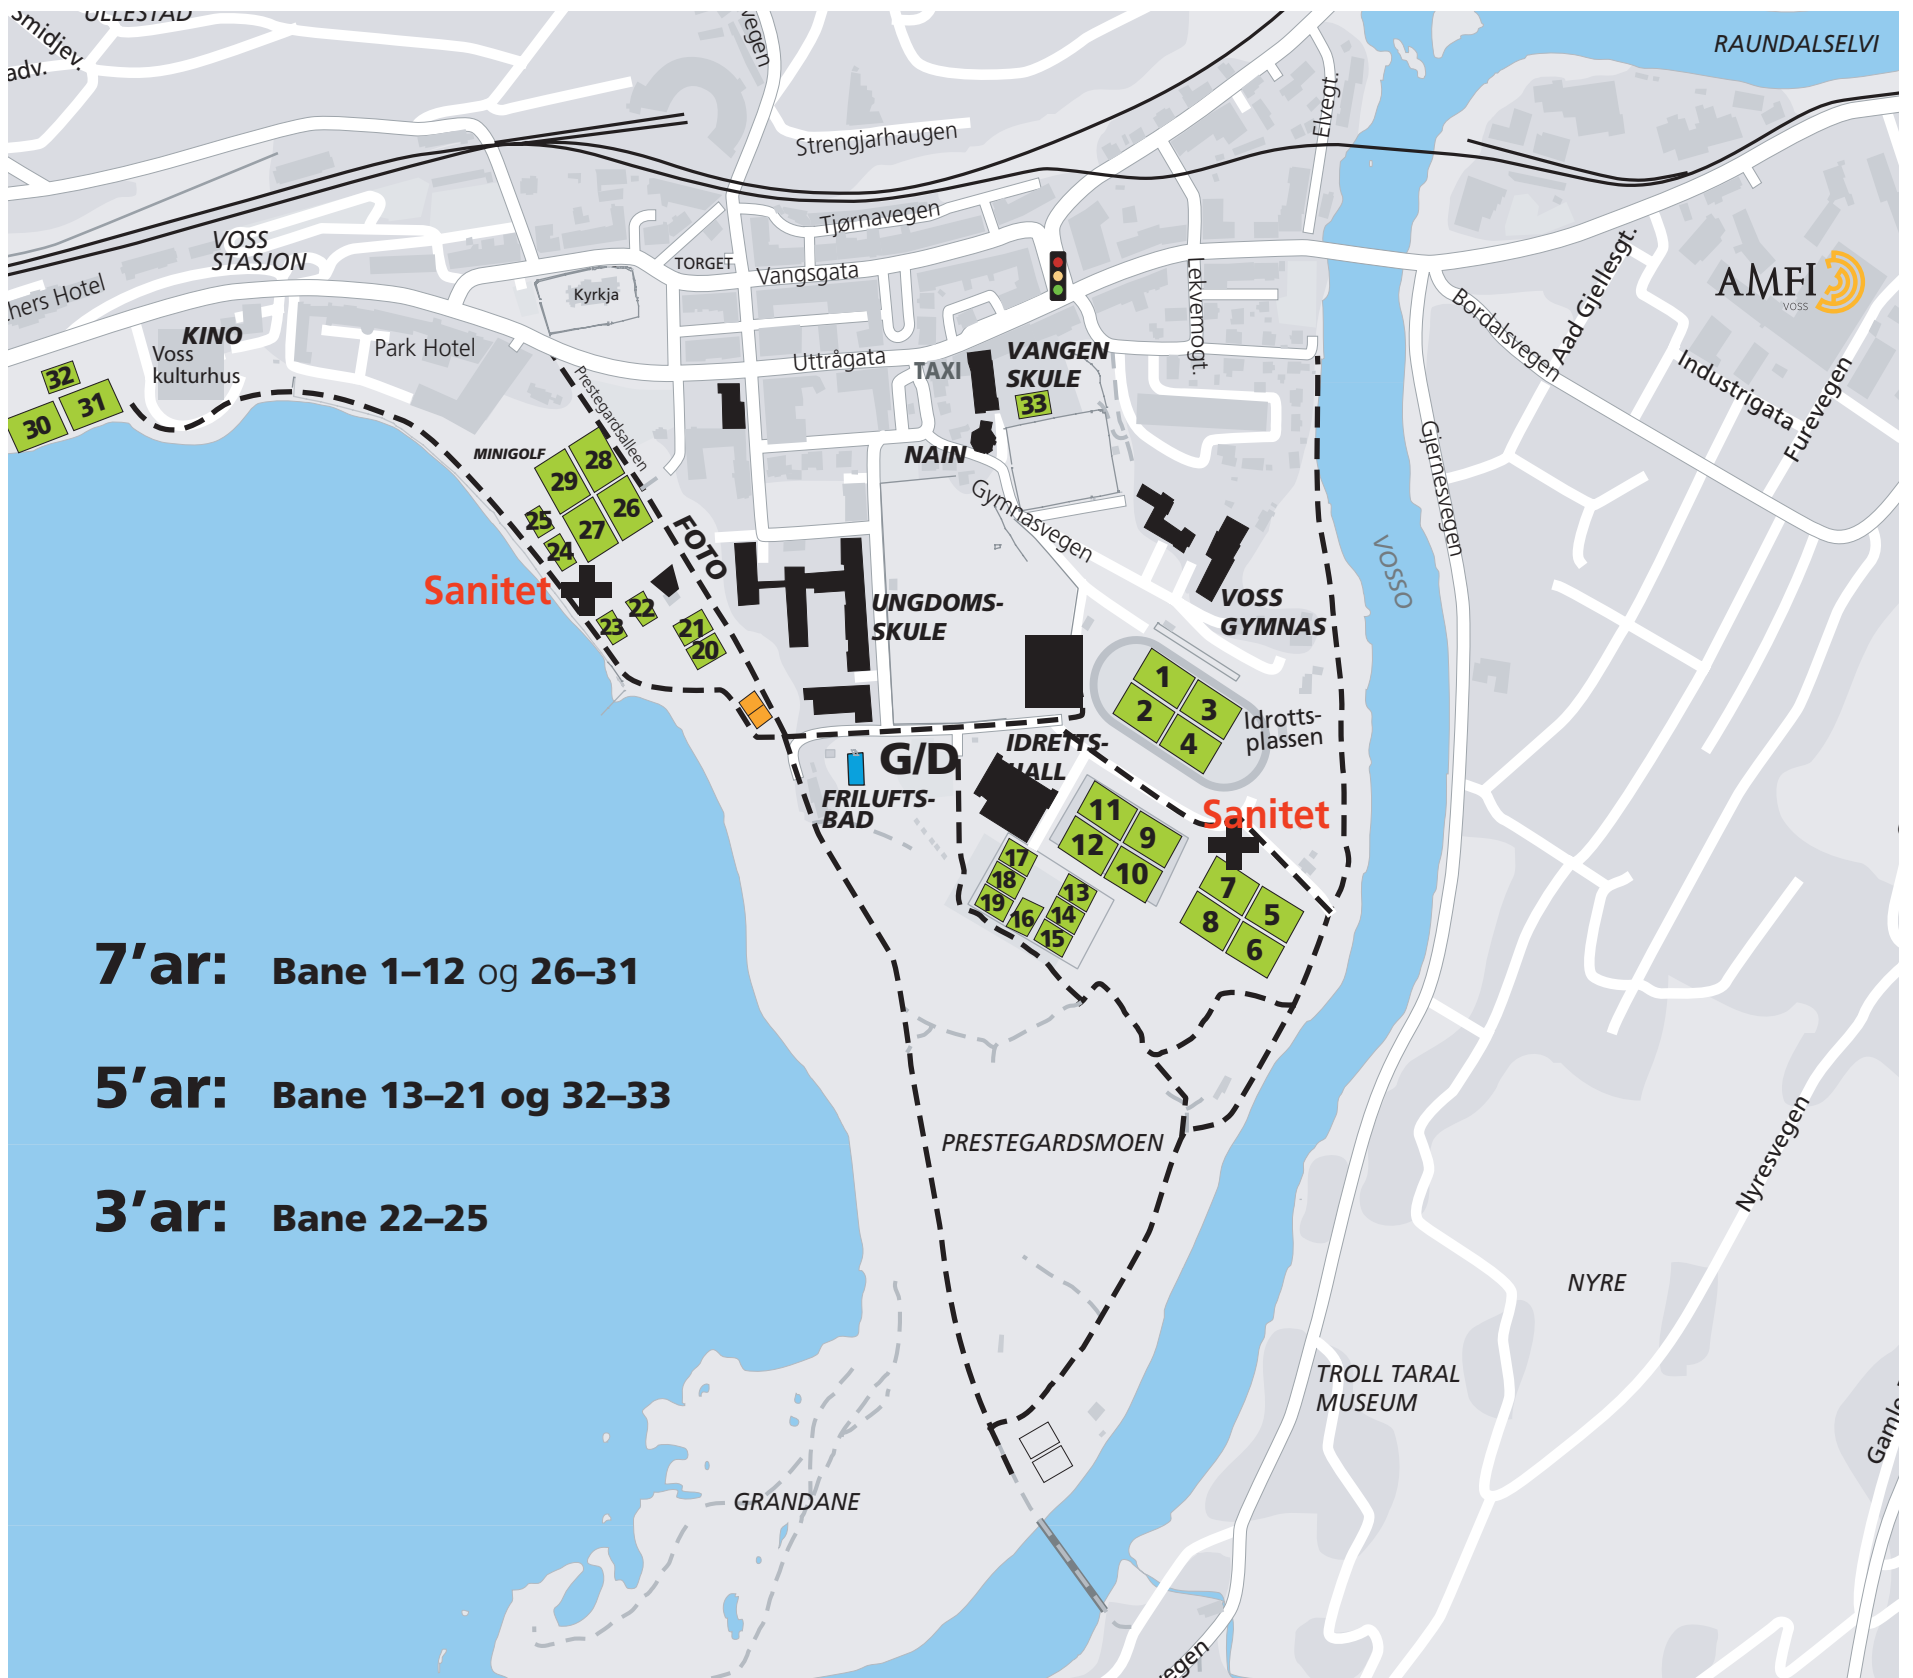 ULLESTAD
Smidjev.
adv.
vegen
RAUNDALSELVI
Elvegt.
Strengjarhaugen
Tjørnavegen
VOSS
STASJON
TORGET
Vangsgata
Kyrkja
thers Hotel
Lekvemogt.
Aad Gjellesgt.
AMFI
VOSS
Bordalsvegen
KINO
Voss
kulturhus
Park Hotel
Uttrågata
TAXI
VANGEN
SKULE
33
Industrigata
Furevegen
32
31
30
Prestegardsalleen
MINIGOLF
NAIN
Gymnasvegen
Gjernesvegen
VOSSO
28
29
26
27
25
24
FOTO
Sanitet
22
23
21
20
UNGDOMS-
SKULE
VOSS
GYMNAS
1
3
2
4
Idrotts-
plassen
G/D
IDRETTS-
HALL
FRILUFTS-
BAD
Sanitet
11
9
12
10
17
18
19
16
13
14
15
7
5
8
6
7’ar: Bane 1–12 og 26–31
5’ar: Bane 13–21 og 32–33
3’ar: Bane 22–25
PRESTEGARDSMOEN
Nyresvegen
NYRE
TROLL TARAL
MUSEUM
GRANDANE
Gamle
vegen